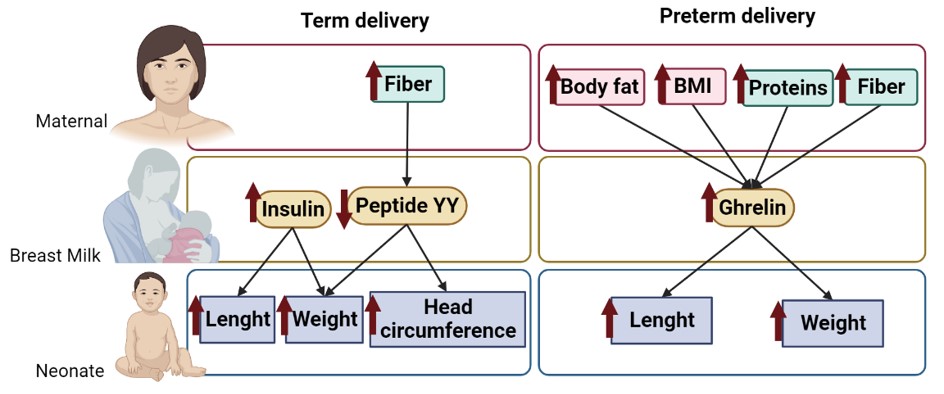 Term delivery
Preterm delivery
Maternal
Fiber
Body fat
BMI
Proteins
Fiber
Breast Milk
Insulin
Peptide YY
Ghrelin
Neonate
Lenght
Weight
Head
circumference
Lenght
Weight